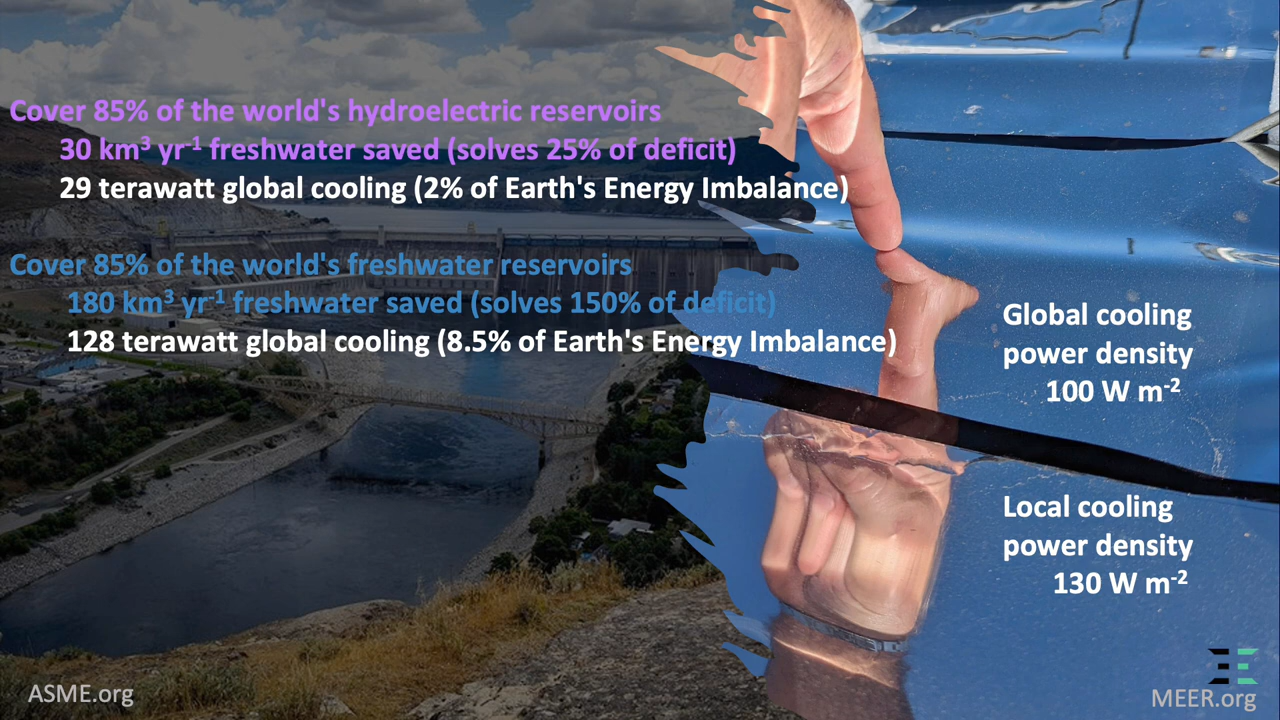 Cover 85% of the world's hydroelectric reservoirs
30 km³ yr⁻¹ freshwater saved (solves 25% of deficit)
29 terawatt global cooling (2% of Earth's Energy Imbalance)
Cover 85% of the world's freshwater reservoirs
180 km³ yr⁻¹ freshwater saved (solves 150% of deficit)
128 terawatt global cooling (8.5% of Earth's Energy Imbalance)
Global cooling
power density
100 W m⁻²
Local cooling
power density
130 W m⁻²
ASME.org
MEER.org